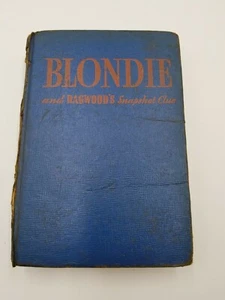 BLONDIE
and DAGWOOD'S Snapshot Clue